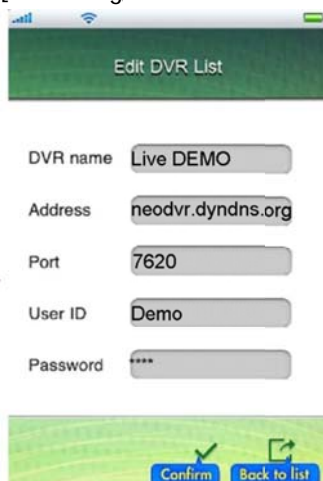 Edit DVR List
DVR name Live DEMO
Address neodvr.dyndns.org
Port 7620
User ID Demo
Password ****
Confirm Back to list